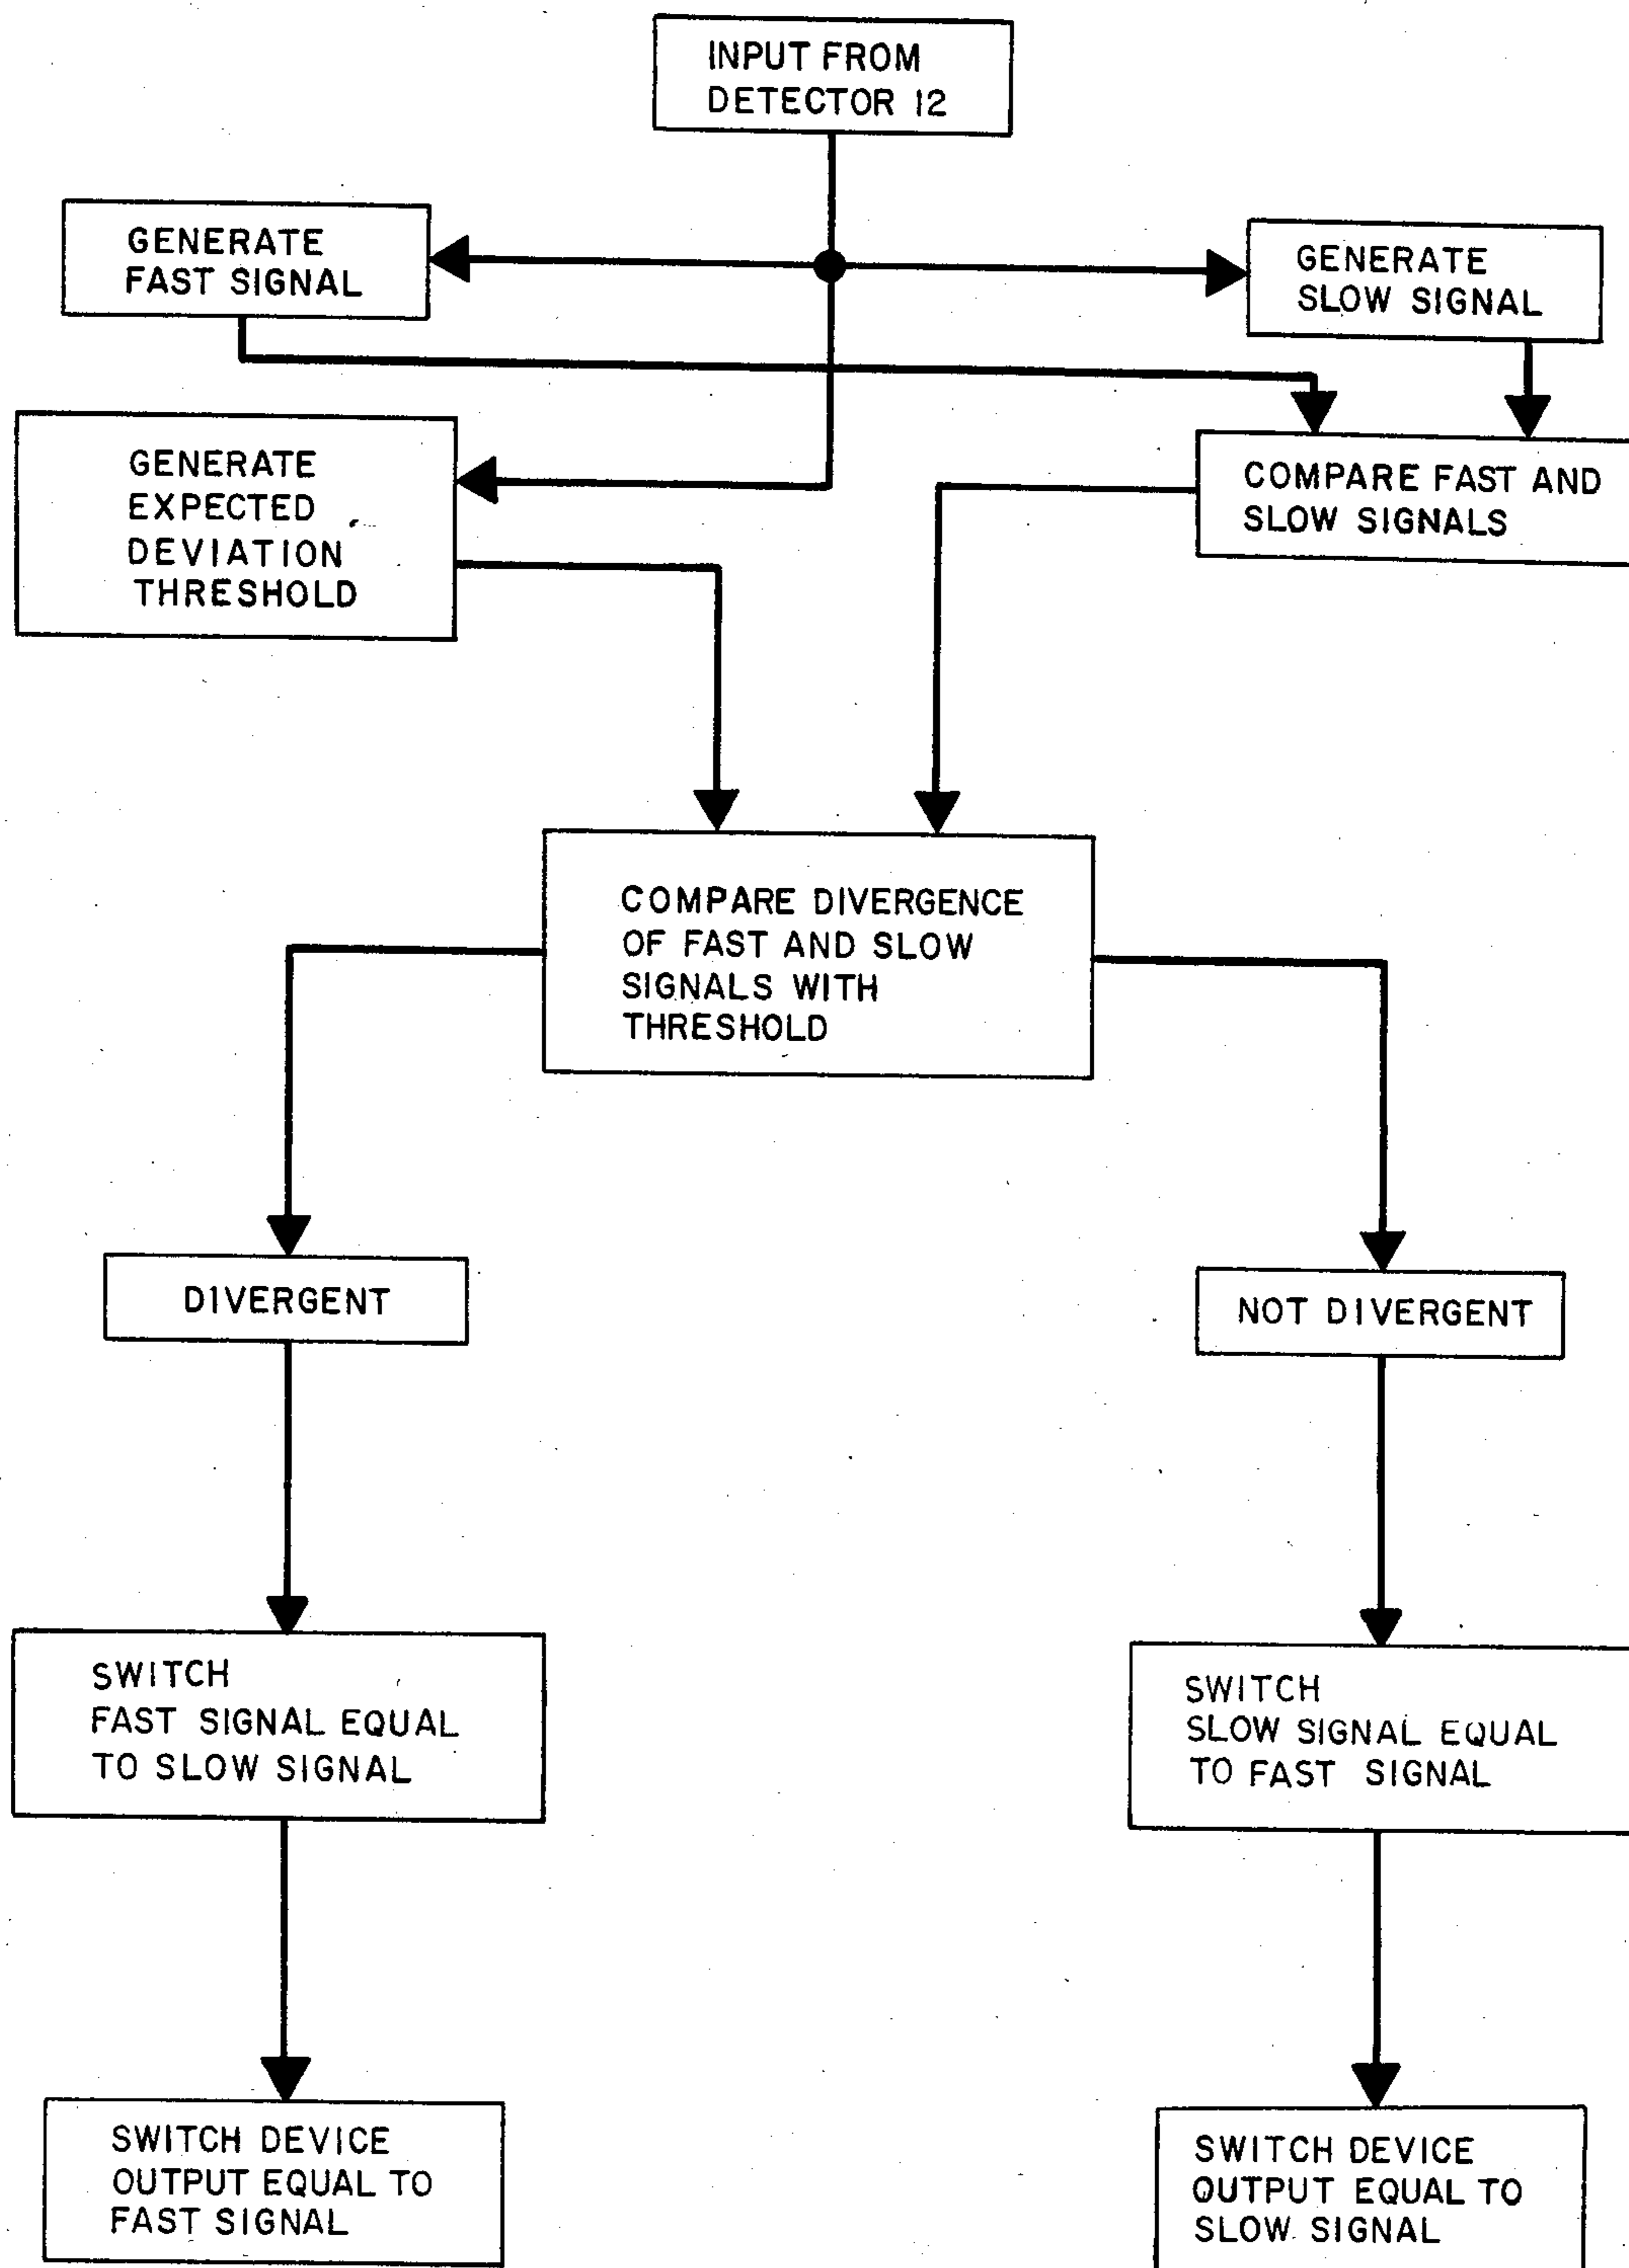 INPUT FROM
DETECTOR 12
GENERATE
FAST SIGNAL
GENERATE
SLOW SIGNAL
GENERATE
EXPECTED
DEVIATION
THRESHOLD
COMPARE FAST AND
SLOW SIGNALS
COMPARE DIVERGENCE
OF FAST AND SLOW
SIGNALS WITH
THRESHOLD
DIVERGENT
NOT DIVERGENT
SWITCH
FAST SIGNAL EQUAL
TO SLOW SIGNAL
SWITCH
SLOW SIGNAL EQUAL
TO FAST SIGNAL
SWITCH DEVICE
OUTPUT EQUAL TO
FAST SIGNAL
SWITCH DEVICE
OUTPUT EQUAL TO
SLOW SIGNAL